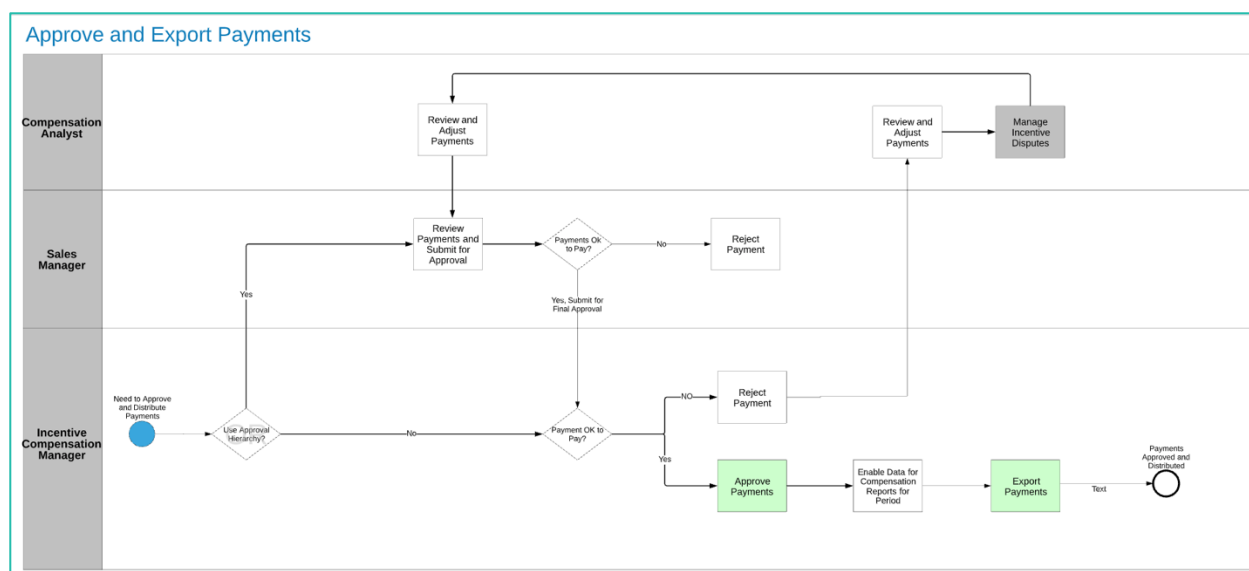 Approve and Export Payments
Compensation
Analyst
Review and
Adjust
Payments
Review and
Adjust
Payments
Manage
Incentive
Disputes
Sales
Manager
Review
Payments and
Submit for
Approval
Payments Ok
to Pay?
No
Reject
Payment
Yes
Yes, Submit for
Final Approval
Incentive
Compensation
Manager
Need to Approve
and Distribute
Payments
Use Approval
Hierarchy?
No
Payment OK to
Pay?
NO
Reject
Payment
Yes
Approve
Payments
Enable Data for
Compensation
Reports for
Period
Export
Payments
Text
Payments
Approved and
Distributed